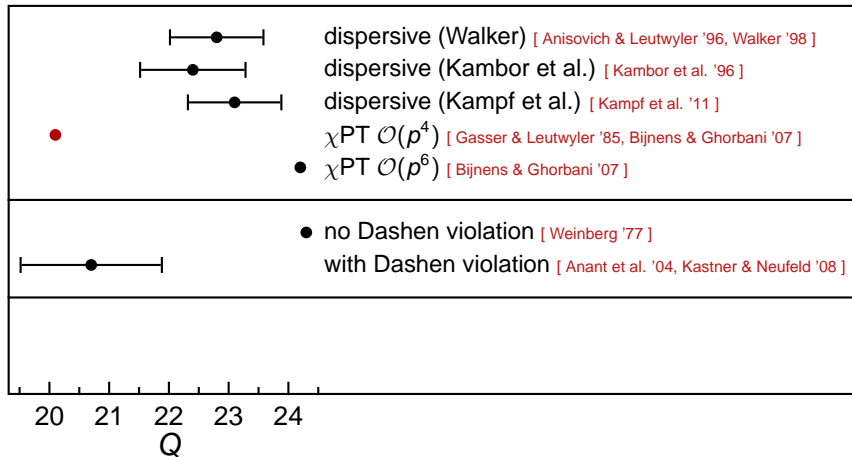 dispersive (Walker) [ Anisovich & Leutwyler '96, Walker '98 ]
dispersive (Kambor et al.) [ Kambor et al. '96 ]
dispersive (Kampf et al.) [ Kampf et al. '11 ]
χPT 𝒪(p⁴) [ Gasser & Leutwyler '85, Bijnens & Ghorbani '07 ]
χPT 𝒪(p⁶) [ Bijnens & Ghorbani '07 ]
no Dashen violation [ Weinberg '77 ]
with Dashen violation [ Anant et al. '04, Kastner & Neufeld '08 ]
20 21 22 23 24
Q